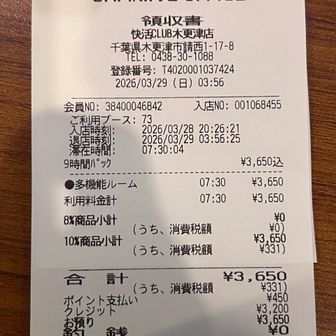 領収書
快活CLUB木更津店
千葉県木更津市請西1-17-8
TEL: 0438-30-1088
登録番号: T4020001037424
2026/03/29 (日) 03:56
会員NO: 38400046842 入店NO: 001068455
ご利用ブース: 73
入店時刻: 2026/03/28 20:26:21
退店時刻: 2026/03/29 03:56:25
滞在時間: 07:30:04
9時間パック ¥3,650込
●多機能ルーム 07:30 ¥3,650
利用料金計 07:30 ¥3,650
8%商品小計 ¥0
(うち、消費税額 ¥0)
10%商品小計 ¥3,650
(うち、消費税額 ¥331)
合計 ¥3,650
(うち、消費税額 ¥331)
ポイント支払い ¥450
クレジット ¥3,200
お預り ¥3,650
釣銭 ¥0